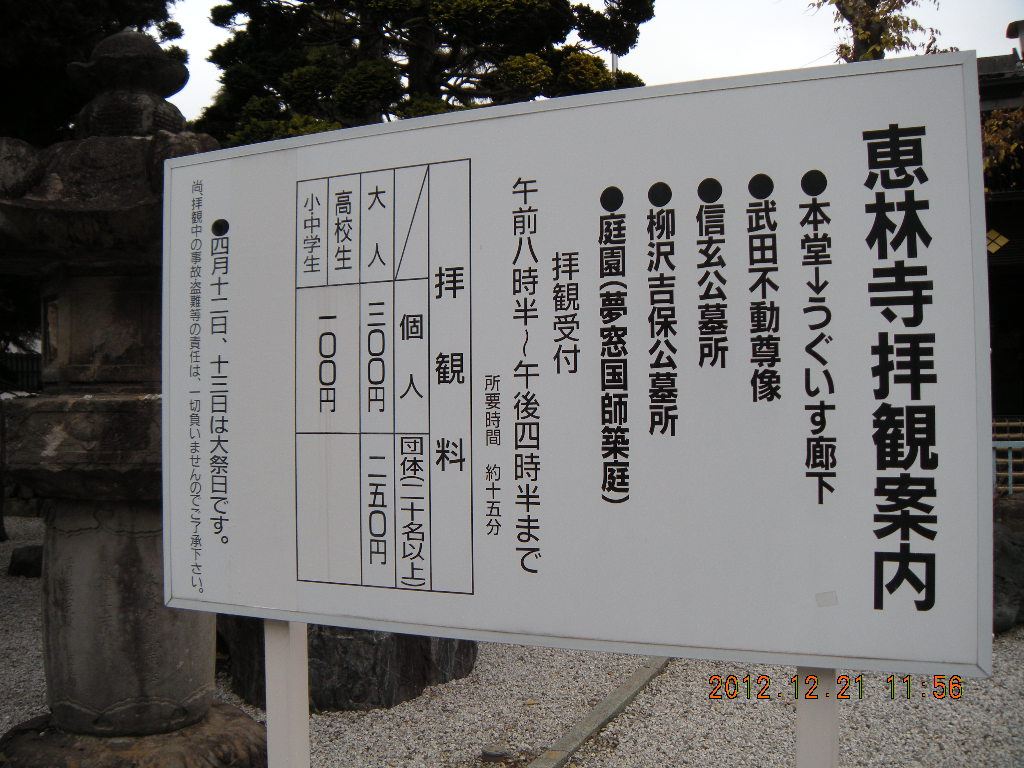 恵林寺拝観案内
●本堂→うぐいす廊下
●武田不動尊像
●信玄公墓所
●柳沢吉保公墓所
●庭園(夢窓国師築庭)
拝観受付
午前八時半~午後四時半まで
所要時間 約十五分
拝観料
個人 団体(二十名以上)
大人 三〇〇円 二五〇円
高校生
小・中学生
一〇〇円
●四月十二日、十三日は大祭日です。
尚、拝観中の事故・盗難等の責任は、一切負いませんのでご了承下さい。
2012.12.21 11:56